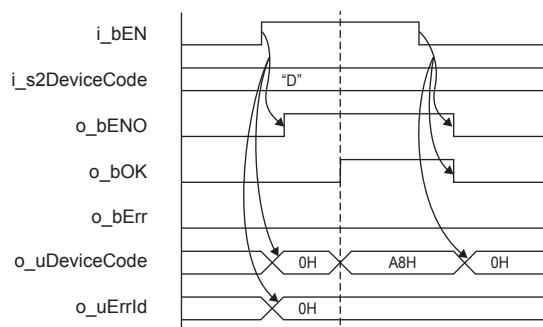 i_bEN
i_s2DeviceCode “D”
o_bENO
o_bOK
o_bErr
o_uDeviceCode 0H A8H 0H
o_uErrId 0H